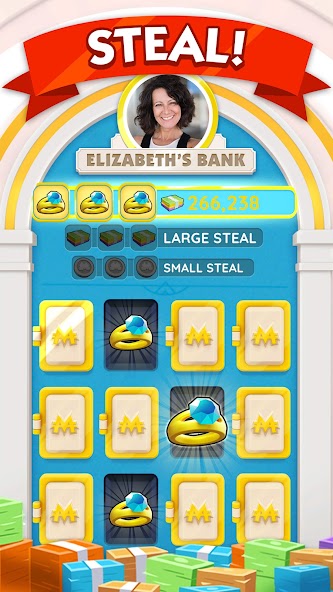 STEAL!
ELIZABETH'S BANK
266,238
LARGE STEAL
SMALL STEAL
M
M M M
M M
M M M